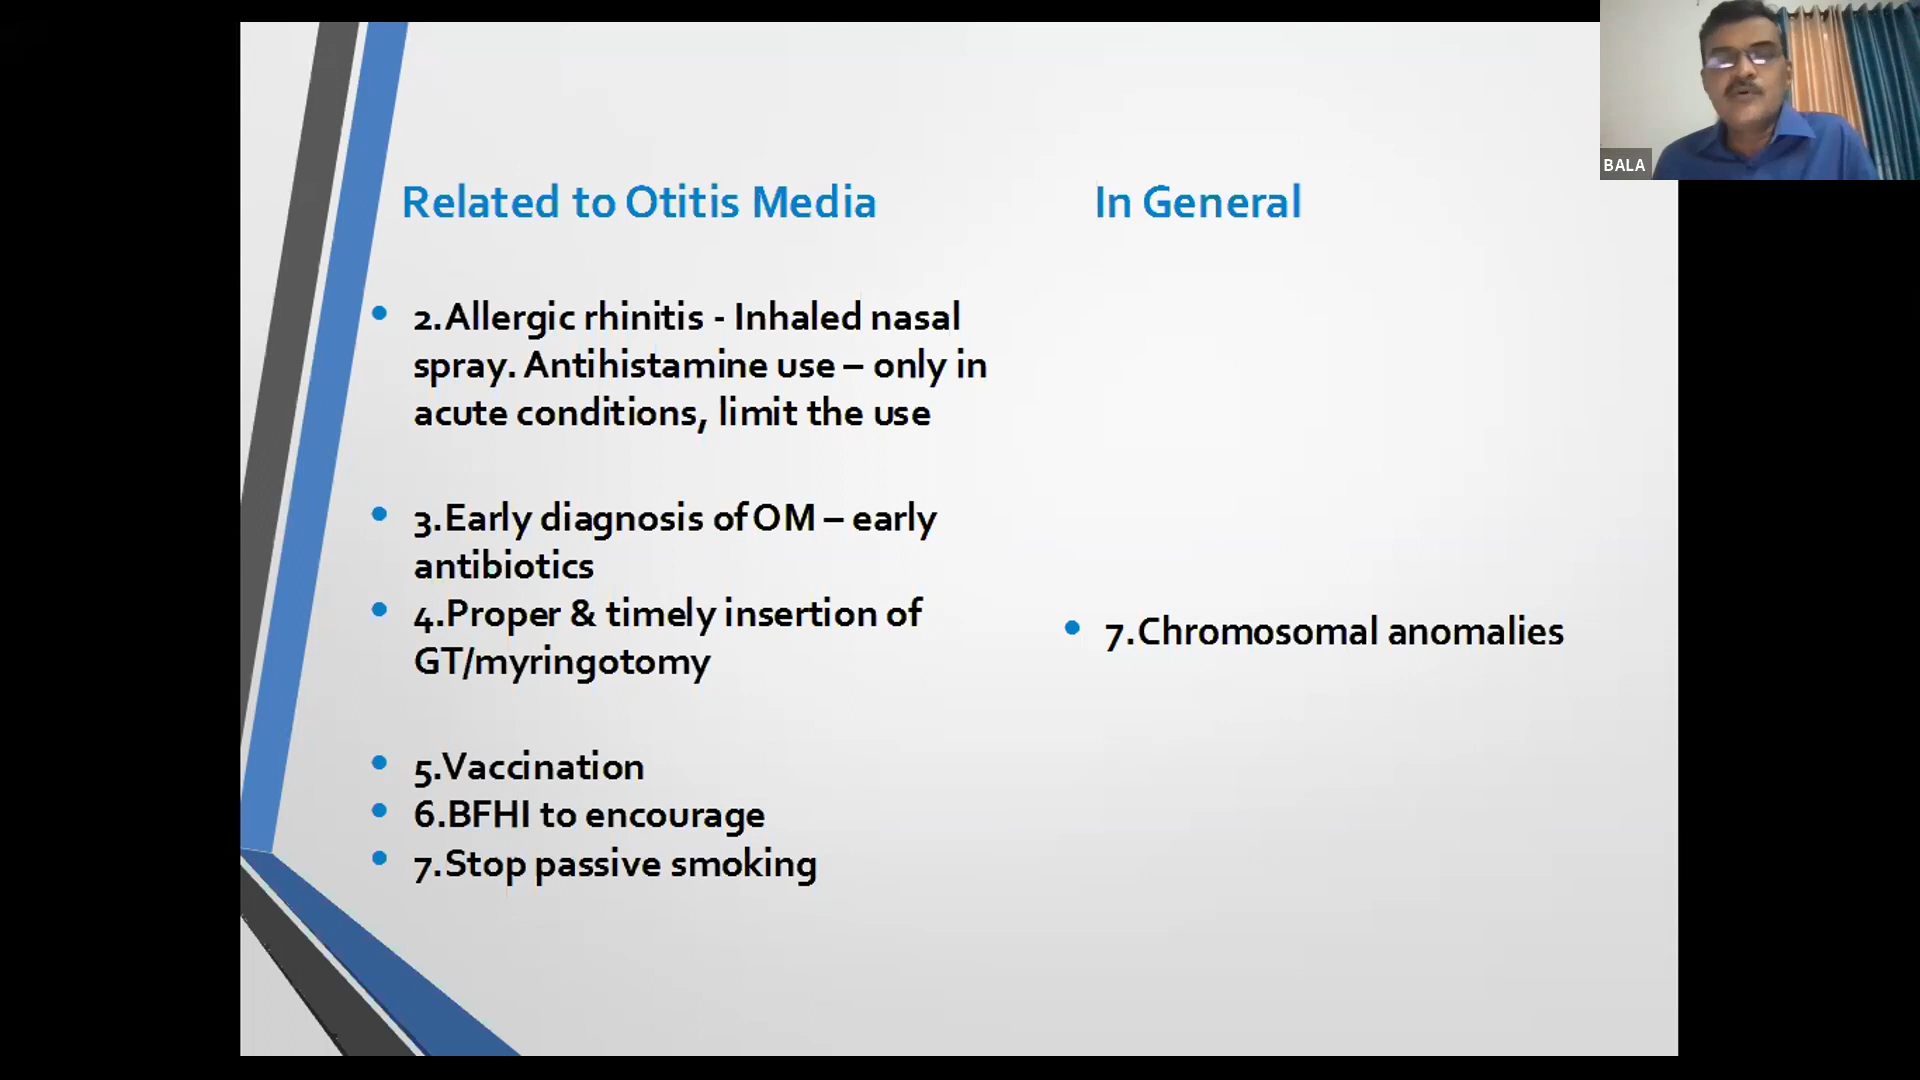 BALA
Related to Otitis Media
In General
2.Allergic rhinitis - Inhaled nasal
spray. Antihistamine use – only in
acute conditions, limit the use
3.Early diagnosis of OM – early
antibiotics
4.Proper & timely insertion of
GT/myringotomy
5.Vaccination
6.BFHI to encourage
7.Stop passive smoking
7.Chromosomal anomalies